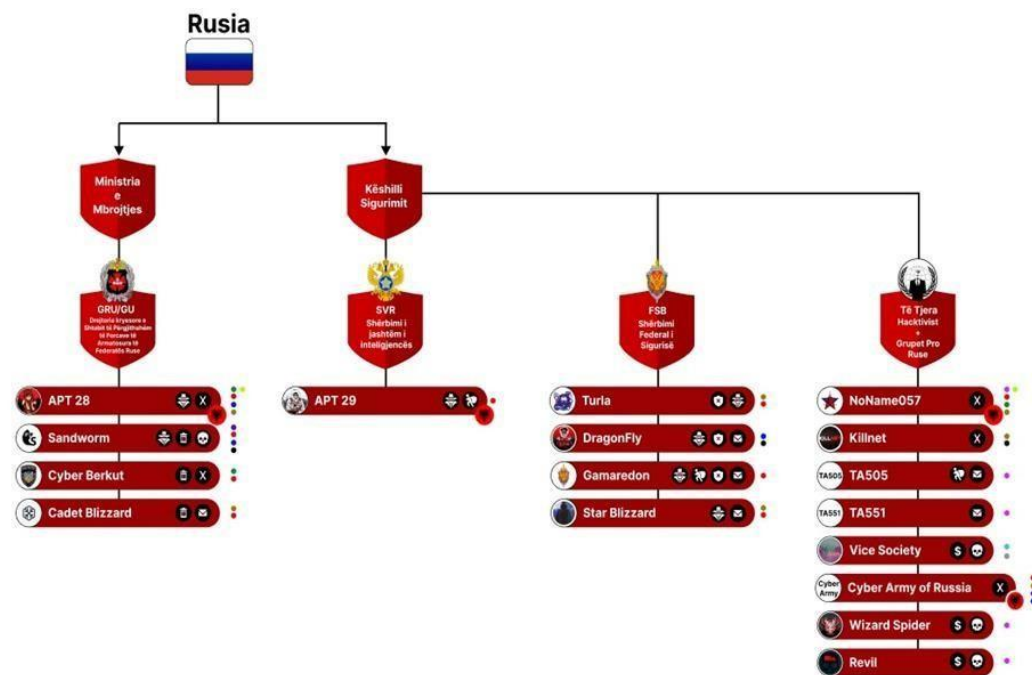 Rusia
Ministria
e
Mbrojtjes
Këshilli
Sigurimit
GRU/GU
Drejtoria kryesore e
Shtabit të Përgjithshëm
të Forcave të
Armatosura të
Federatës Ruse
SVR
Shërbimi i
jashtëm i
inteligjencës
FSB
Shërbimi
Federal i
Sigurisë
Të Tjera
Hacktivist
+
Grupet Pro
Ruse
APT 28
X
Sandworm
Cyber Berkut
X
Cadet Blizzard
APT 29
Turla
DragonFly
Gamaredon
Star Blizzard
NoName057
X
Killnet
X
TA505
TA505
TA551
TA551
Vice Society
$
Cyber
Army
Cyber Army of Russia
X
Wizard Spider
$
Revil
$